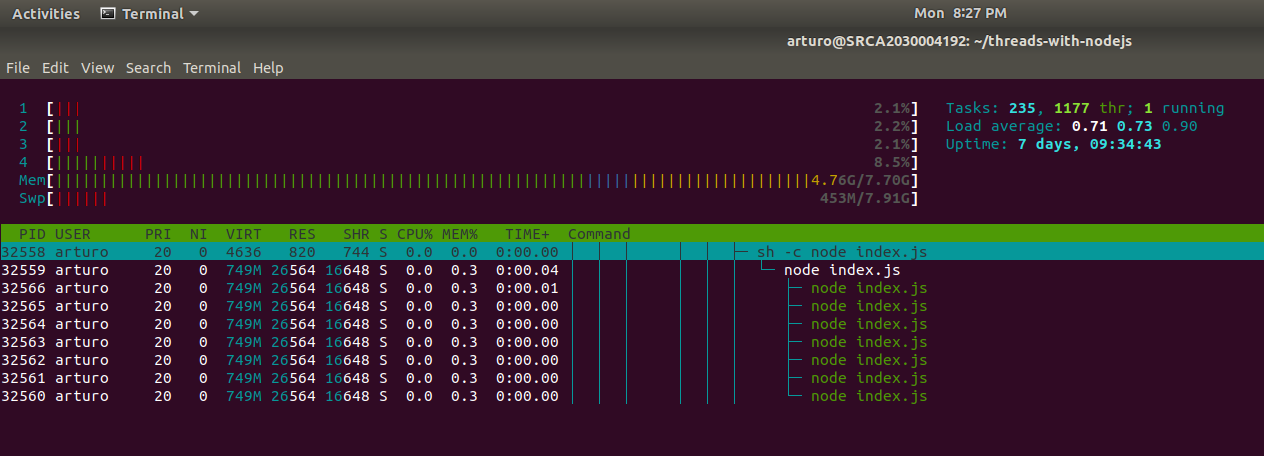 Activities Terminal Mon 8:27 PM
arturo@SRCA2030004192: ~/threads-with-nodejs
File Edit View Search Terminal Help
1 [||| 2.1%] Tasks: 235, 1177 thr; 1 running
2 [||| 2.2%] Load average: 0.71 0.73 0.90
3 [||| 2.1%] Uptime: 7 days, 09:34:43
4 [|||||||||| 8.5%]
Mem[||||||||||||||||||||||||||||||||||||||||||||||||||||||||||||||||||||||||||||||||||||4.76G/7.70G]
Swp[|||||| 453M/7.91G]
PID USER PRI NI VIRT RES SHR S CPU% MEM% TIME+ Command
32558 arturo 20 0 4636 820 744 S 0.0 0.0 0:00.00 sh -c node index.js
32559 arturo 20 0 749M 26564 16648 S 0.0 0.3 0:00.04 node index.js
32566 arturo 20 0 749M 26564 16648 S 0.0 0.3 0:00.01 node index.js
32565 arturo 20 0 749M 26564 16648 S 0.0 0.3 0:00.00 node index.js
32564 arturo 20 0 749M 26564 16648 S 0.0 0.3 0:00.00 node index.js
32563 arturo 20 0 749M 26564 16648 S 0.0 0.3 0:00.00 node index.js
32562 arturo 20 0 749M 26564 16648 S 0.0 0.3 0:00.00 node index.js
32561 arturo 20 0 749M 26564 16648 S 0.0 0.3 0:00.00 node index.js
32560 arturo 20 0 749M 26564 16648 S 0.0 0.3 0:00.00 node index.js